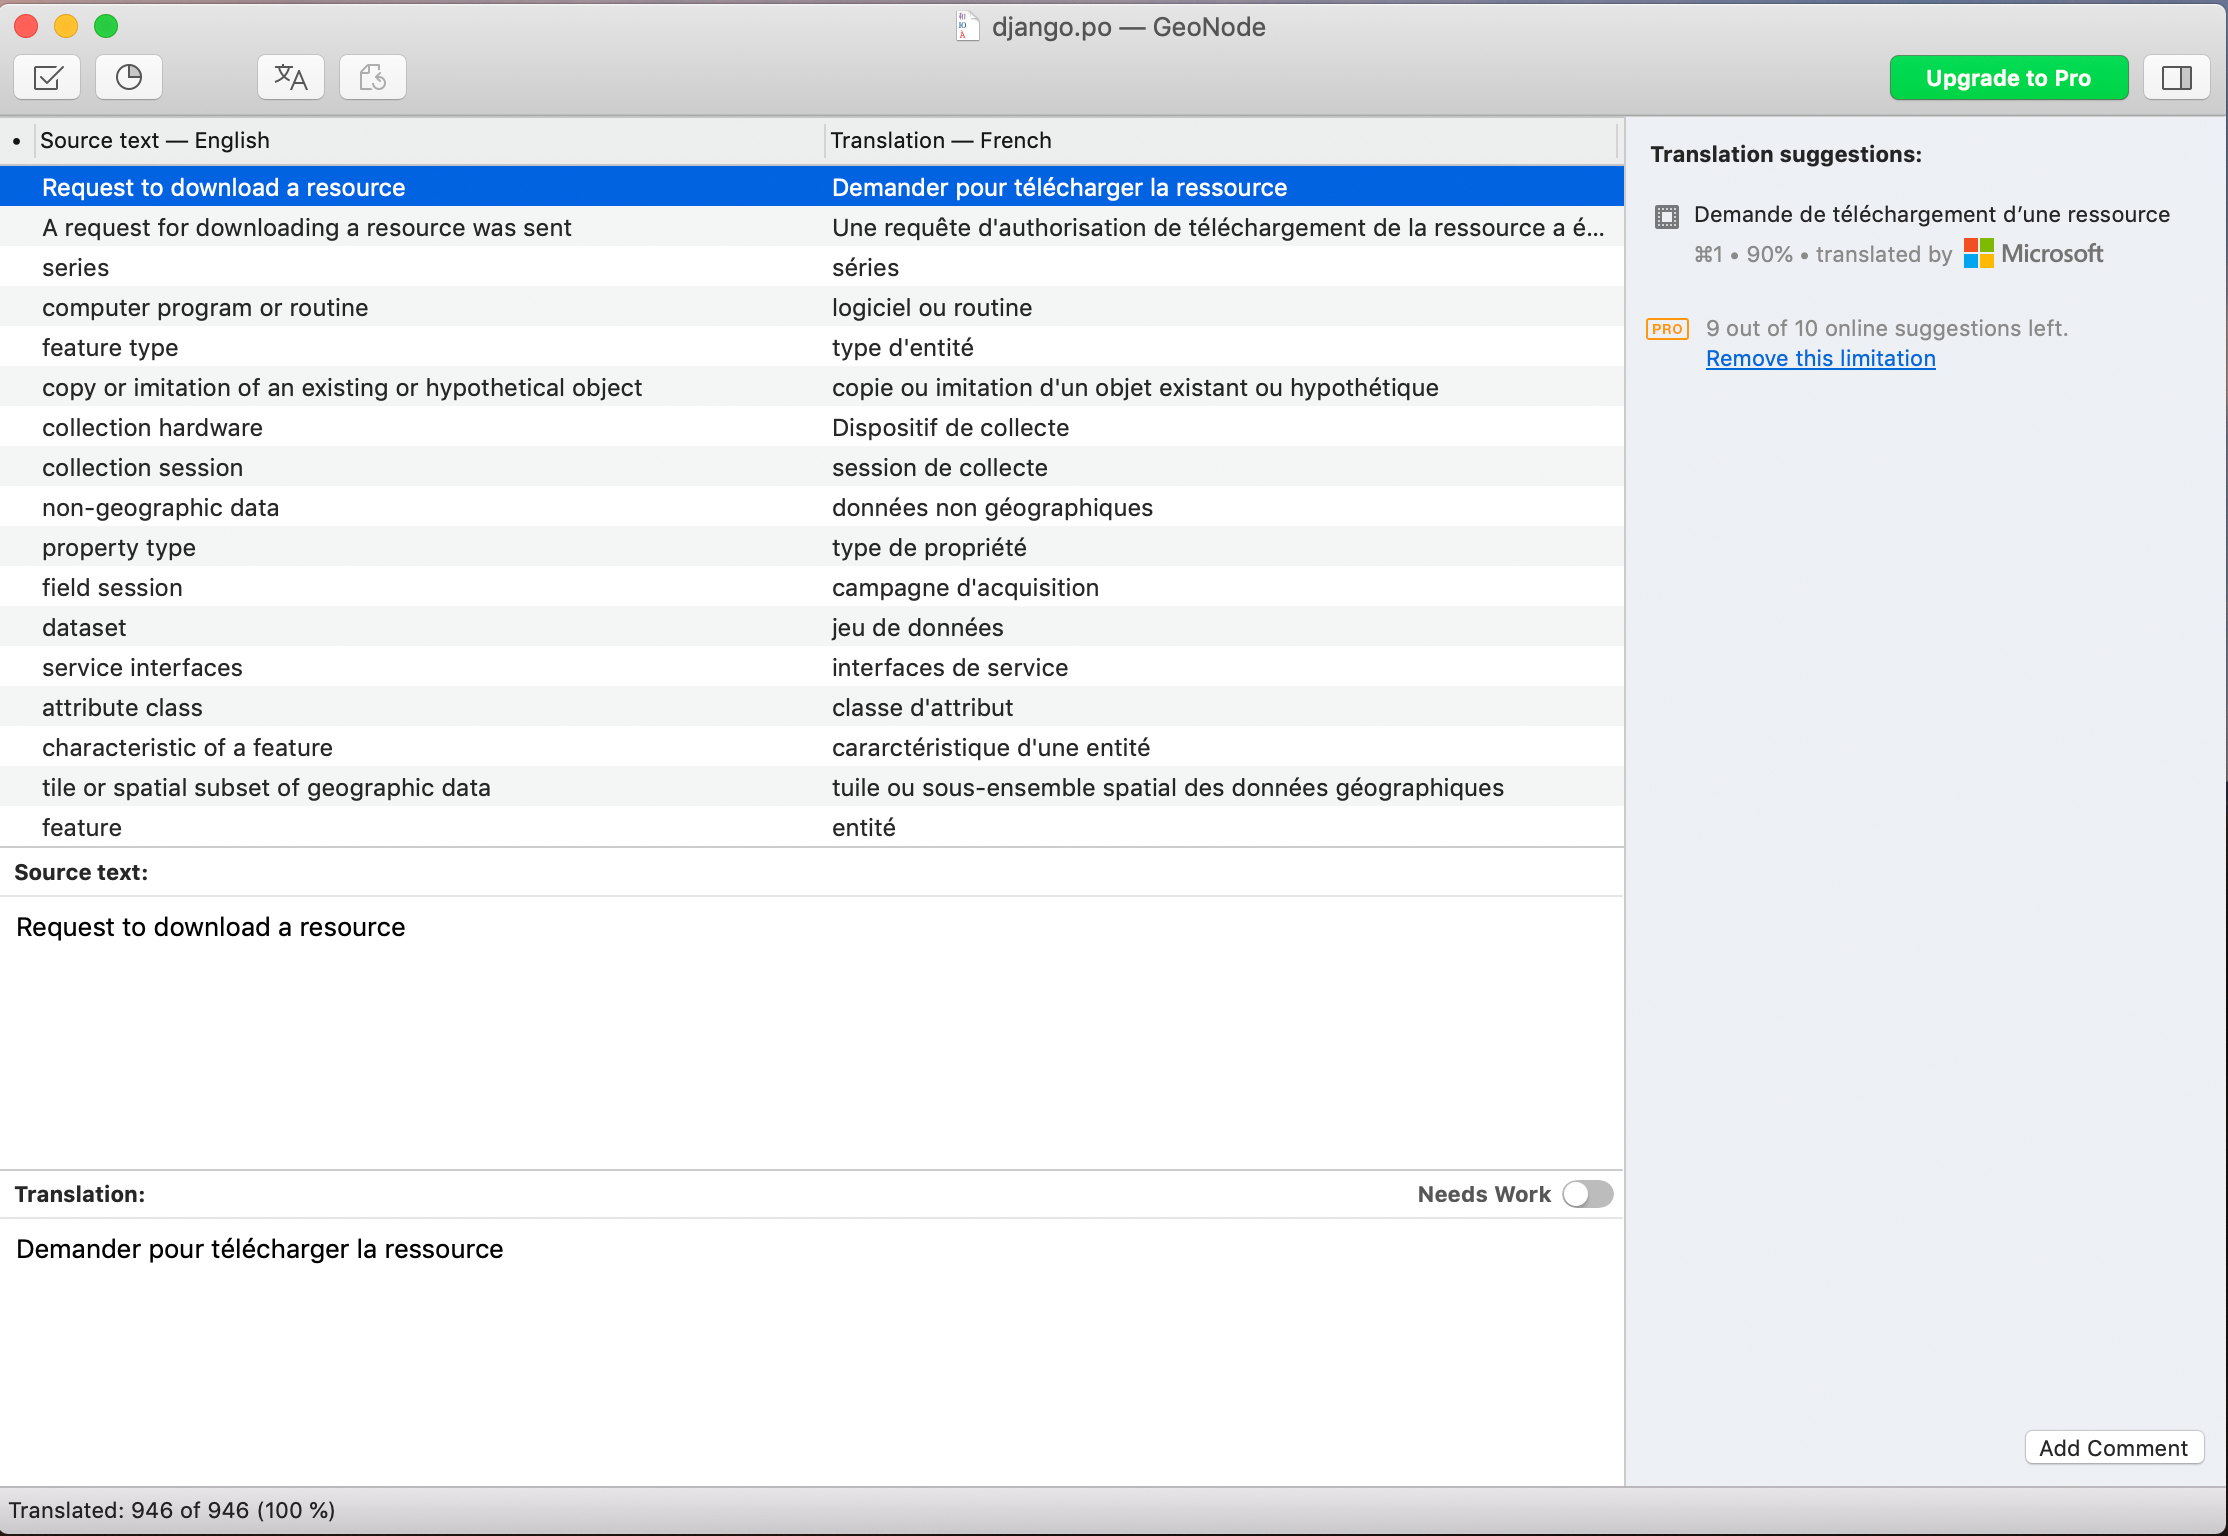 django.po — GeoNode
Upgrade to Pro
• Source text — English Translation — French
Request to download a resource Demander pour télécharger la ressource
A request for downloading a resource was sent Une requête d'authorisation de téléchargement de la ressource a é...
series séries
computer program or routine logiciel ou routine
feature type type d'entité
copy or imitation of an existing or hypothetical object copie ou imitation d'un objet existant ou hypothétique
collection hardware Dispositif de collecte
collection session session de collecte
non-geographic data données non géographiques
property type type de propriété
field session campagne d'acquisition
dataset jeu de données
service interfaces interfaces de service
attribute class classe d'attribut
characteristic of a feature cararctéristique d'une entité
tile or spatial subset of geographic data tuile ou sous-ensemble spatial des données géographiques
feature entité
Source text:
Request to download a resource
Translation: Needs Work
Demander pour télécharger la ressource
Translation suggestions:
Demande de téléchargement d’une ressource
⌘1 • 90% • translated by Microsoft
PRO 9 out of 10 online suggestions left.
Remove this limitation
Add Comment
Translated: 946 of 946 (100 %)